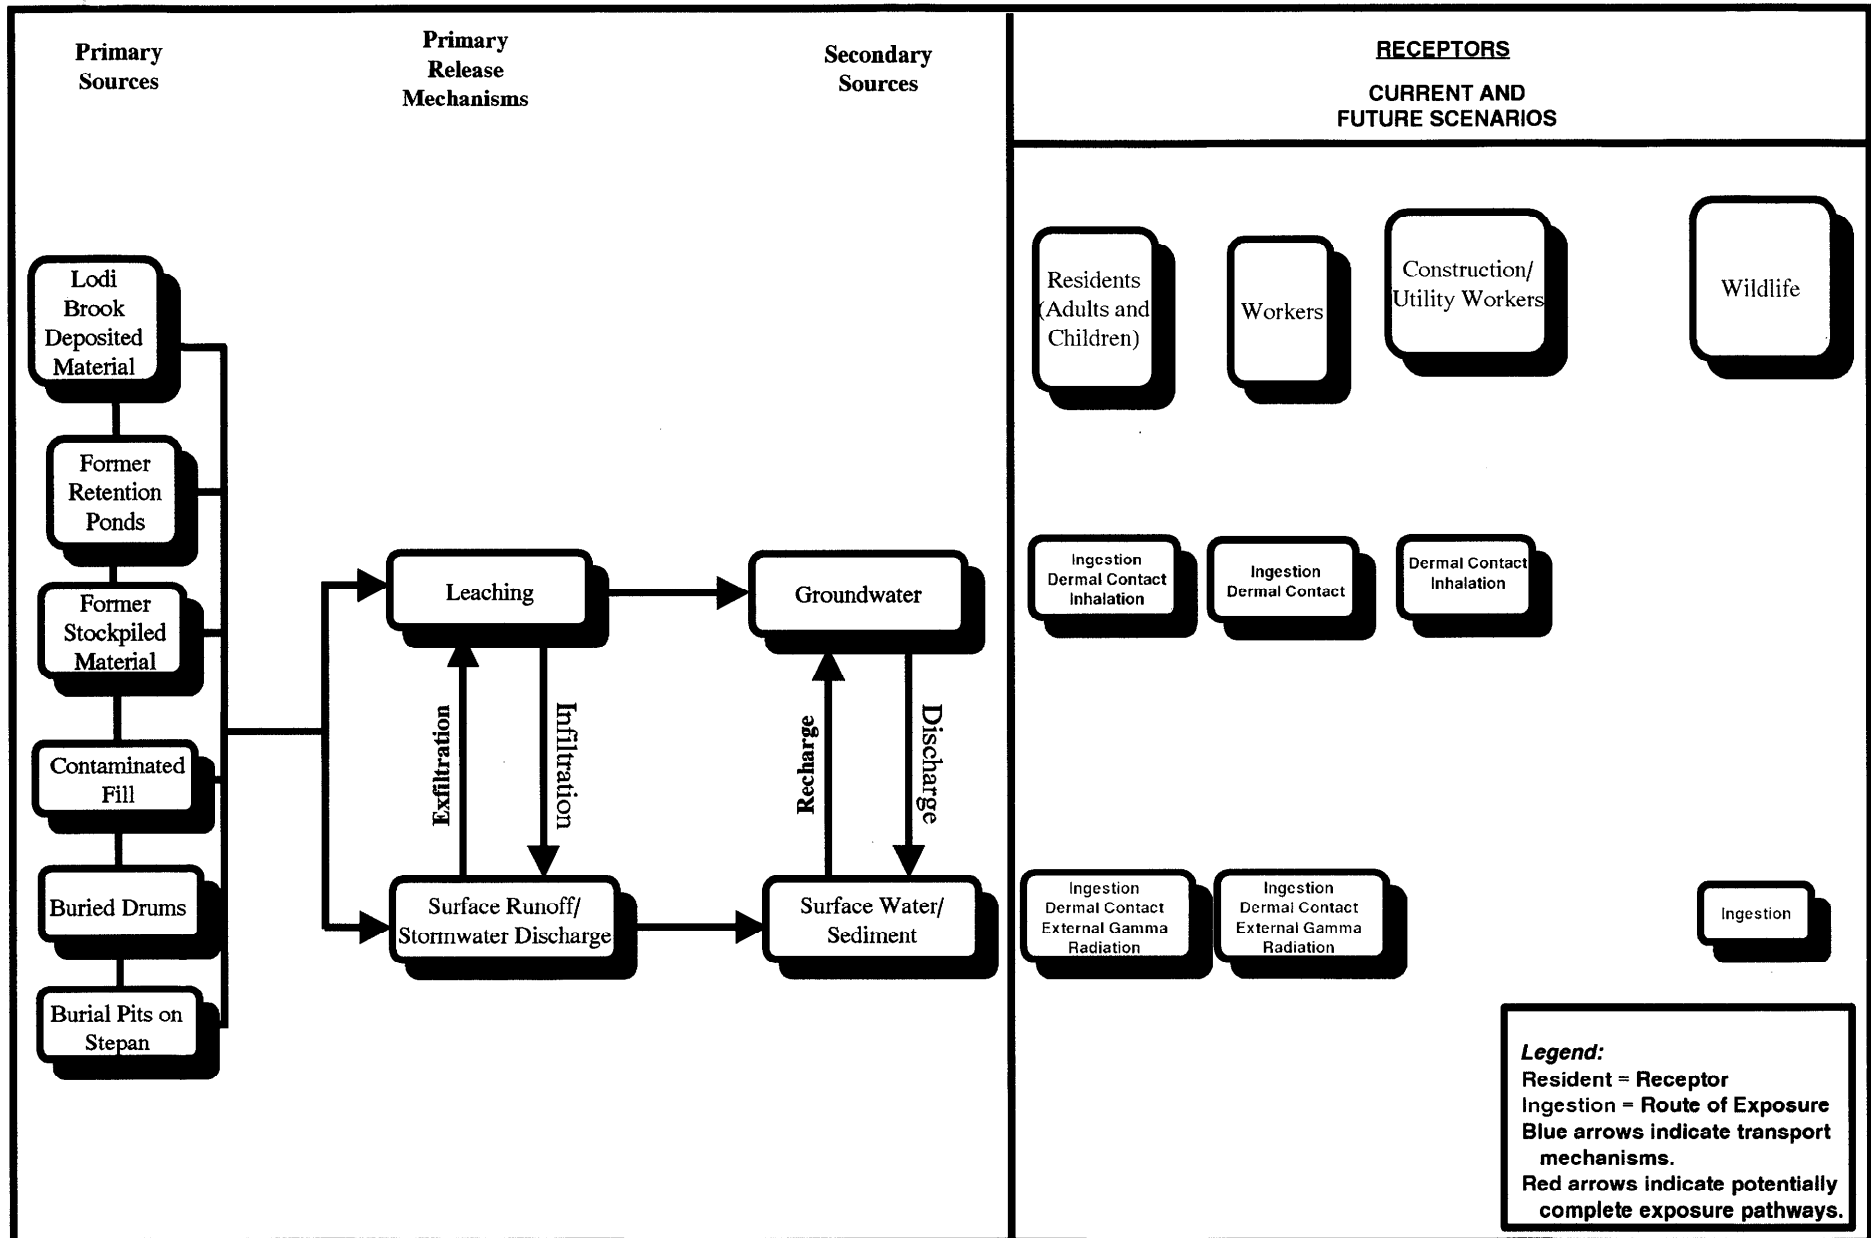 Primary
Sources
Primary
Release
Mechanisms
Secondary
Sources
RECEPTORS
CURRENT AND
FUTURE SCENARIOS
Lodi
Brook
Deposited
Material
Former
Retention
Ponds
Former
Stockpiled
Material
Contaminated
Fill
Buried Drums
Burial Pits on
Stepan
Leaching
Exfiltration
Infiltration
Surface Runoff/
Stormwater Discharge
Groundwater
Recharge
Discharge
Surface Water/
Sediment
Residents
(Adults and
Children)
Workers
Construction/
Utility Workers
Wildlife
Ingestion
Dermal Contact
Inhalation
Ingestion
Dermal Contact
Dermal Contact
Inhalation
Ingestion
Dermal Contact
External Gamma
Radiation
Ingestion
Dermal Contact
External Gamma
Radiation
Ingestion
Legend:
Resident = Receptor
Ingestion = Route of Exposure
Blue arrows indicate transport
mechanisms.
Red arrows indicate potentially
complete exposure pathways.